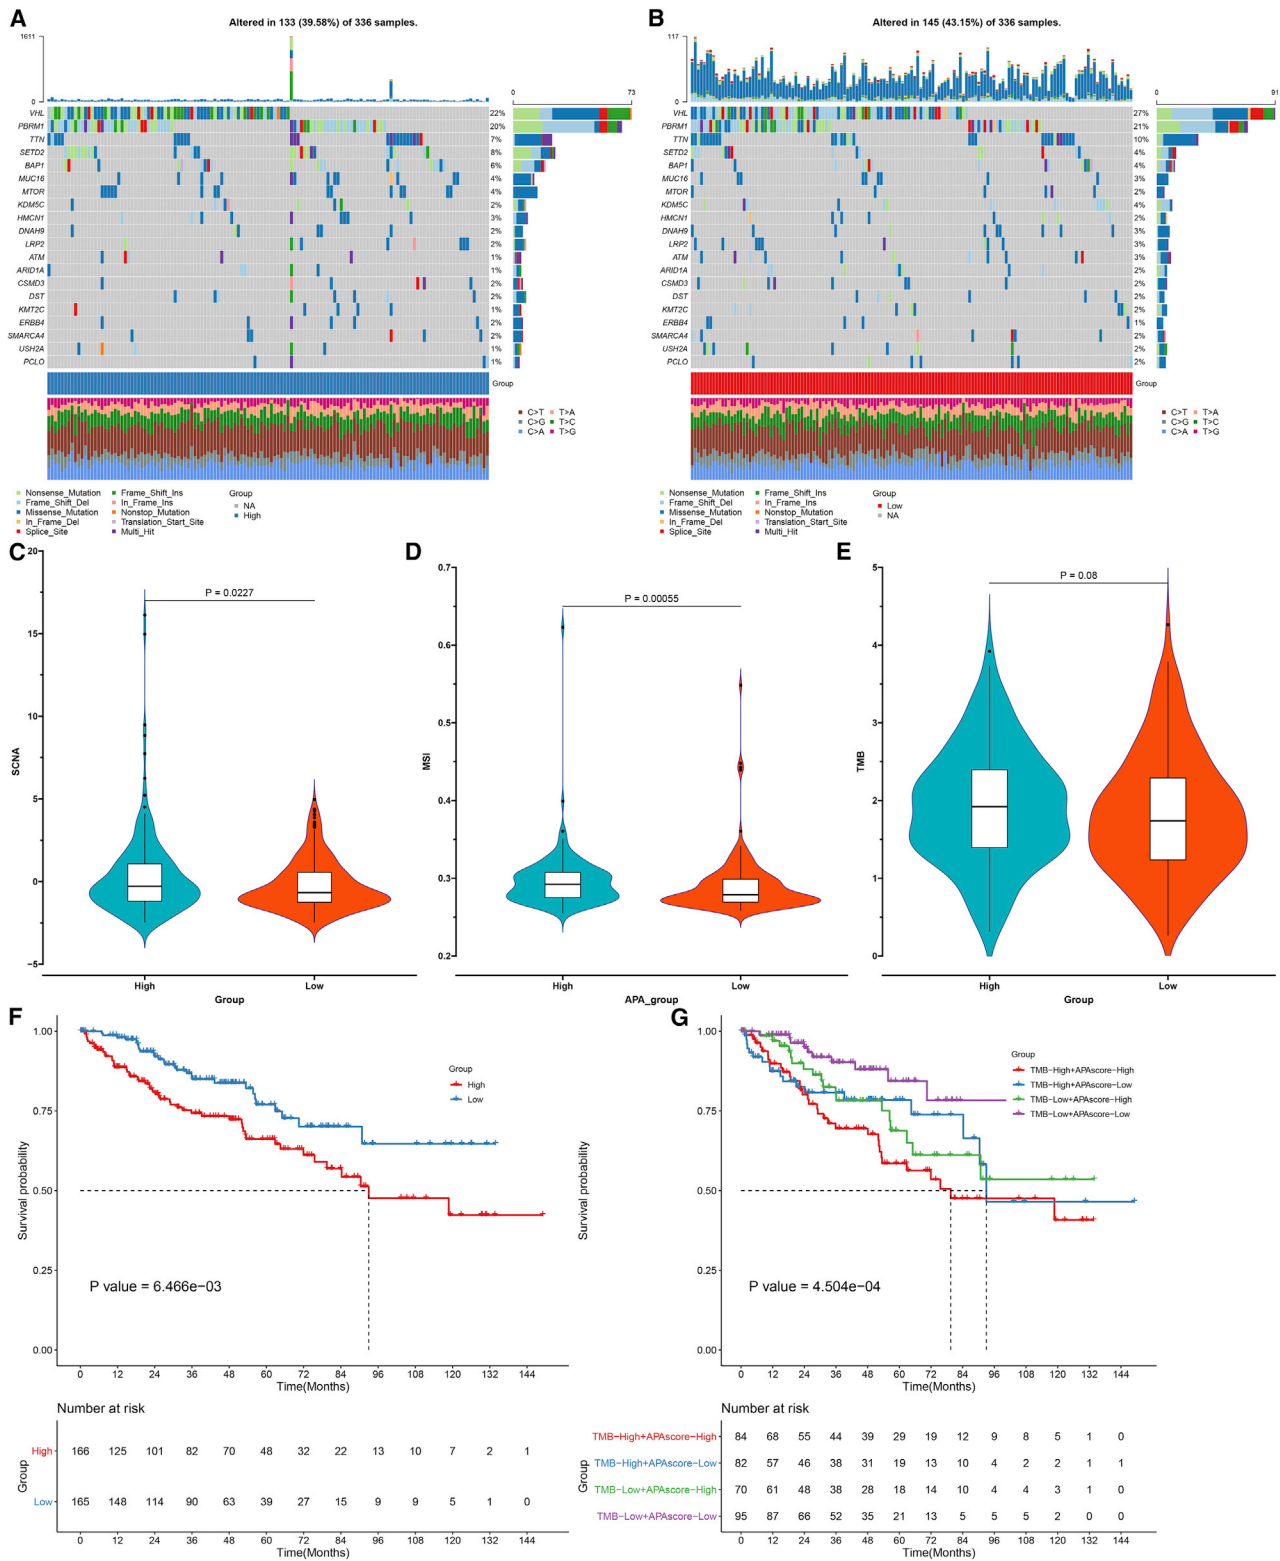 A
Altered in 133 (39.58%) of 336 samples.
1611
0
0 73
VHL 22%
PBRM1 20%
TTN 7%
SETD2 8%
BAP1 6%
MUC16 4%
MTOR 4%
KDM5C 2%
HMCN1 3%
DNAH9 2%
LRP2 2%
ATM 1%
ARID1A 1%
CSMD3 2%
DST 2%
KMT2C 1%
ERBB4 2%
SMARCA4 2%
USH2A 1%
PCLO 1%
Group
C>T T>A
C>G T>C
C>A T>G
Nonsense_Mutation Frame_Shift_Ins Group
Frame_Shift_Del In_Frame_Ins NA
Missense_Mutation Nonstop_Mutation High
In_Frame_Del Translation_Start_Site
Splice_Site Multi_Hit
B
Altered in 145 (43.15%) of 336 samples.
117
0
0 91
VHL 27%
PBRM1 21%
TTN 10%
SETD2 4%
BAP1 4%
MUC16 3%
MTOR 2%
KDM5C 4%
HMCN1 2%
DNAH9 3%
LRP2 3%
ATM 3%
ARID1A 2%
CSMD3 2%
DST 2%
KMT2C 2%
ERBB4 1%
SMARCA4 2%
USH2A 2%
PCLO 2%
Group
C>T T>A
C>G T>C
C>A T>G
Nonsense_Mutation Frame_Shift_Ins Group
Frame_Shift_Del In_Frame_Ins Low
Missense_Mutation Nonstop_Mutation NA
In_Frame_Del Translation_Start_Site
Splice_Site Multi_Hit
C
20
15
10
5
0
−5
SCNA
P = 0.0227
High Low
Group
D
0.7
0.6
0.5
0.4
0.3
0.2
MSI
P = 0.00055
High Low
APA_group
E
5
4
3
2
1
0
TMB
P = 0.08
High Low
Group
F
1.00
0.75
0.50
0.25
0.00
Survival probability
Group
High
Low
P value = 6.466e−03
0 12 24 36 48 60 72 84 96 108 120 132 144
Time(Months)
Number at risk
Group
High 166 125 101 82 70 48 32 22 13 10 7 2 1
Low 165 148 114 90 63 39 27 15 9 9 5 1 0
0 12 24 36 48 60 72 84 96 108 120 132 144
Time(Months)
G
1.00
0.75
0.50
0.25
0.00
Survival probability
Group
TMB−High+APAscore−High
TMB−High+APAscore−Low
TMB−Low+APAscore−High
TMB−Low+APAscore−Low
P value = 4.504e−04
0 12 24 36 48 60 72 84 96 108 120 132 144
Time(Months)
Number at risk
Group
TMB−High+APAscore−High 84 68 55 44 39 29 19 12 9 8 5 1 0
TMB−High+APAscore−Low 82 57 46 38 31 19 13 10 4 2 2 1 1
TMB−Low+APAscore−High 70 61 48 38 28 18 14 10 4 4 3 1 0
TMB−Low+APAscore−Low 95 87 66 52 35 21 13 5 5 5 2 0 0
0 12 24 36 48 60 72 84 96 108 120 132 144
Time(Months)